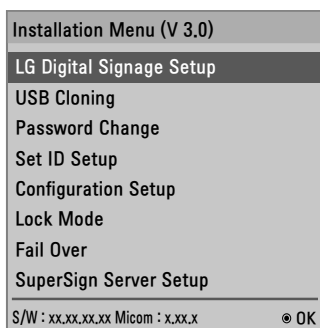 Installation Menu (V 3.0)
LG Digital Signage Setup
USB Cloning
Password Change
Set ID Setup
Configuration Setup
Lock Mode
Fail Over
SuperSign Server Setup
S/W : xx.xx.xx.xx Micom : x.xx.x ◉ OK